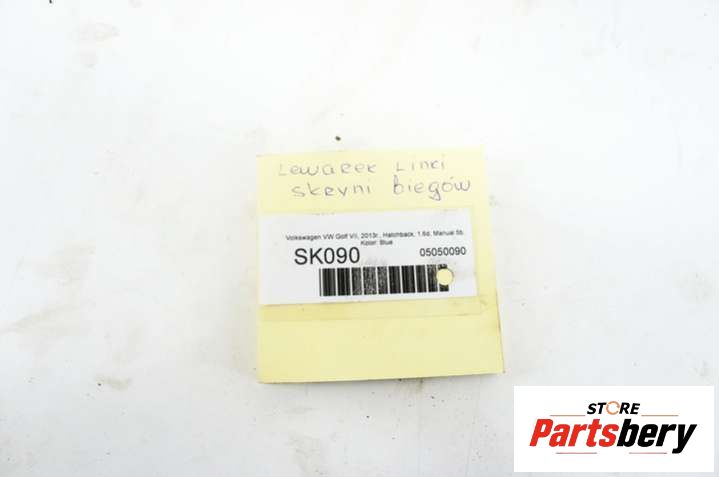 Lewarek Linki
skrzyni biegów
Volkswagen VW Golf VII, 2013r., Hatchback, 1.6d, Manual 5b,
Kolor: Blue
SK090 05050090
STORE
Partsbery